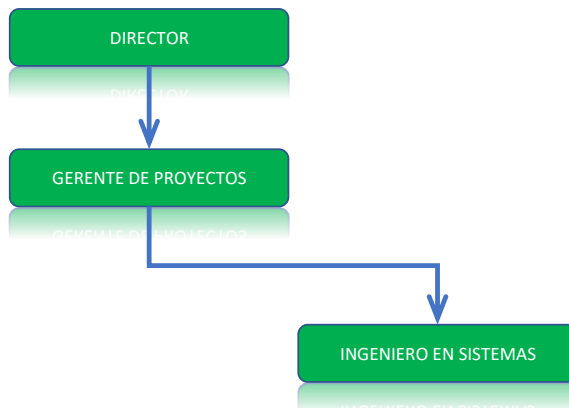 DIRECTOR
GERENTE DE PROYECTOS
INGENIERO EN SISTEMAS